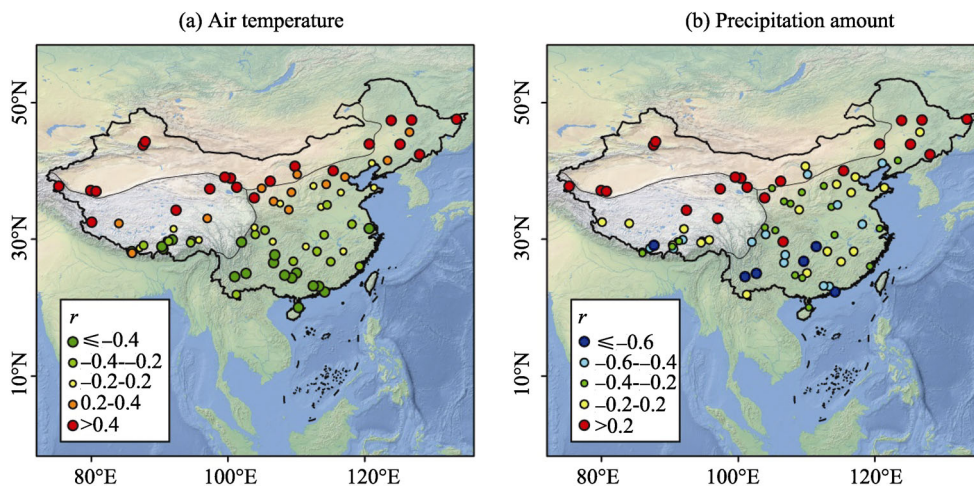 (a) Air temperature
50°N
30°N
10°N
r
≤−0.4
−0.4-−0.2
−0.2-0.2
0.2-0.4
>0.4
80°E
100°E
120°E
(b) Precipitation amount
50°N
30°N
10°N
r
≤−0.6
−0.6-−0.4
−0.4-−0.2
−0.2-0.2
>0.2
80°E
100°E
120°E